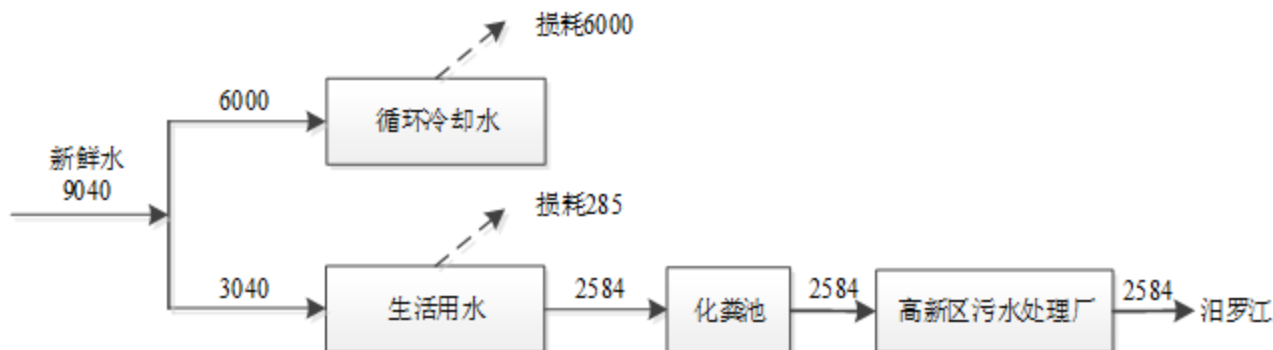 损耗6000
6000
循环冷却水
新鲜水
9040
损耗285
3040
生活用水
2584
化粪池
2584
高新区污水处理厂
2584
汨罗江